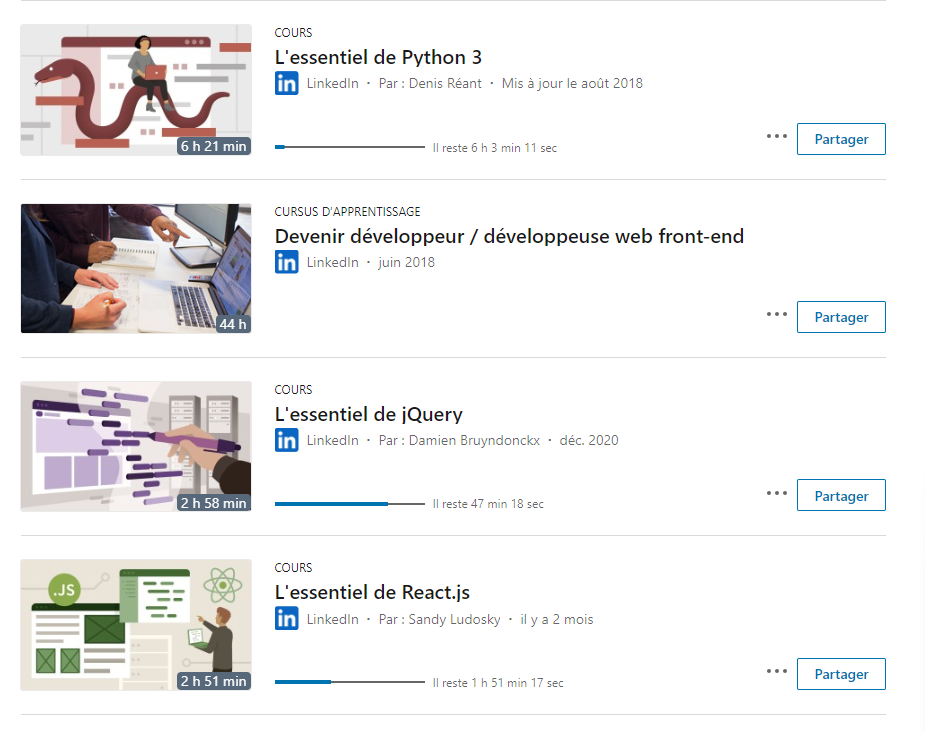 COURS
L'essentiel de Python 3
in LinkedIn • Par : Denis Réant • Mis à jour le août 2018
6 h 21 min
Il reste 6 h 3 min 11 sec
••• Partager
CURSUS D'APPRENTISSAGE
Devenir développeur / développeuse web front-end
in LinkedIn • juin 2018
44 h
••• Partager
COURS
L'essentiel de jQuery
in LinkedIn • Par : Damien Bruyndonckx • déc. 2020
2 h 58 min
Il reste 47 min 18 sec
••• Partager
COURS
L'essentiel de React.js
.JS
in LinkedIn • Par : Sandy Ludosky • il y a 2 mois
2 h 51 min
Il reste 1 h 51 min 17 sec
••• Partager